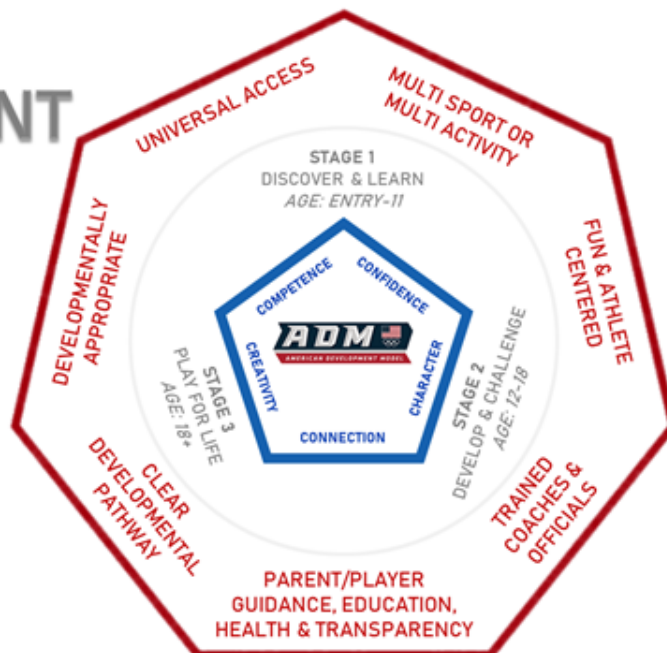 NT
UNIVERSAL ACCESS
MULTI SPORT OR
MULTI ACTIVITY
FUN & ATHLETE
CENTERED
TRAINED
COACHES &
OFFICIALS
PARENT/PLAYER
GUIDANCE, EDUCATION,
HEALTH & TRANSPARENCY
CLEAR
DEVELOPMENTAL
PATHWAY
DEVELOPMENTALLY
APPROPRIATE
STAGE 1
DISCOVER & LEARN
AGE: ENTRY-11
STAGE 2
DEVELOP & CHALLENGE
AGE: 12-18
STAGE 3
PLAY FOR LIFE
AGE: 18+
COMPETENCE
CONFIDENCE
CHARACTER
CONNECTION
CREATIVITY
ADM
AMERICAN DEVELOPMENT MODEL